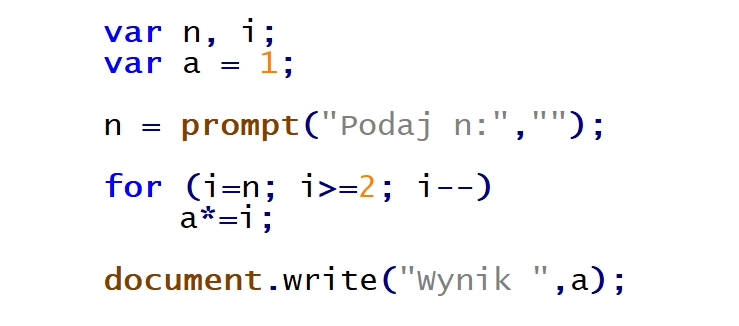 var n, i;
var a = 1;
n = prompt("Podaj n:","");
for (i=n; i>=2; i--)
a*=i;
document.write("Wynik ",a);